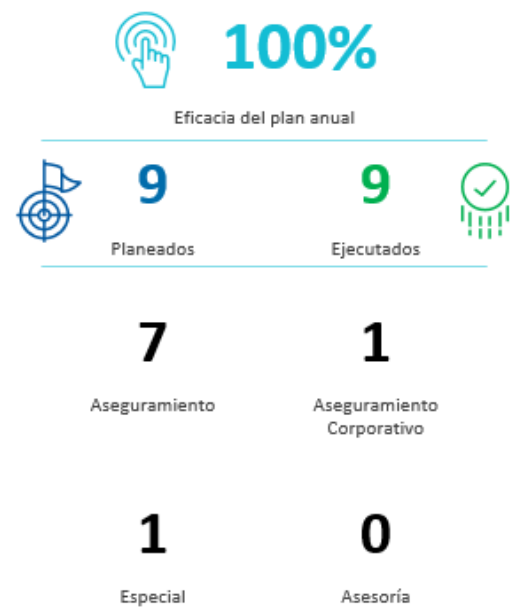 100%
Eficacia del plan anual
9 9
Planeados Ejecutados
7 1
Aseguramiento Aseguramiento
Corporativo
1 0
Especial Asesoría